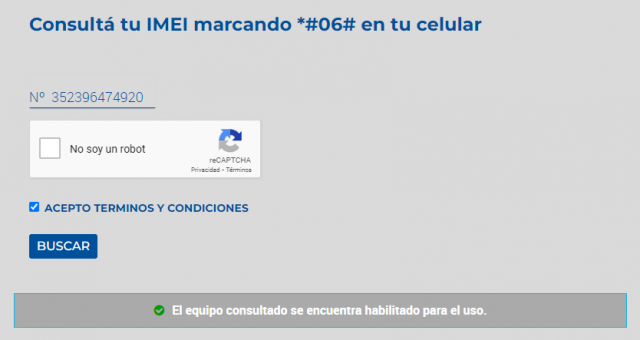 Consultá tu IMEI marcando *#06# en tu celular
Nº 352396474920
No soy un robot
reCAPTCHA
Privacidad - Términos
ACEPTO TERMINOS Y CONDICIONES
BUSCAR
El equipo consultado se encuentra habilitado para el uso.